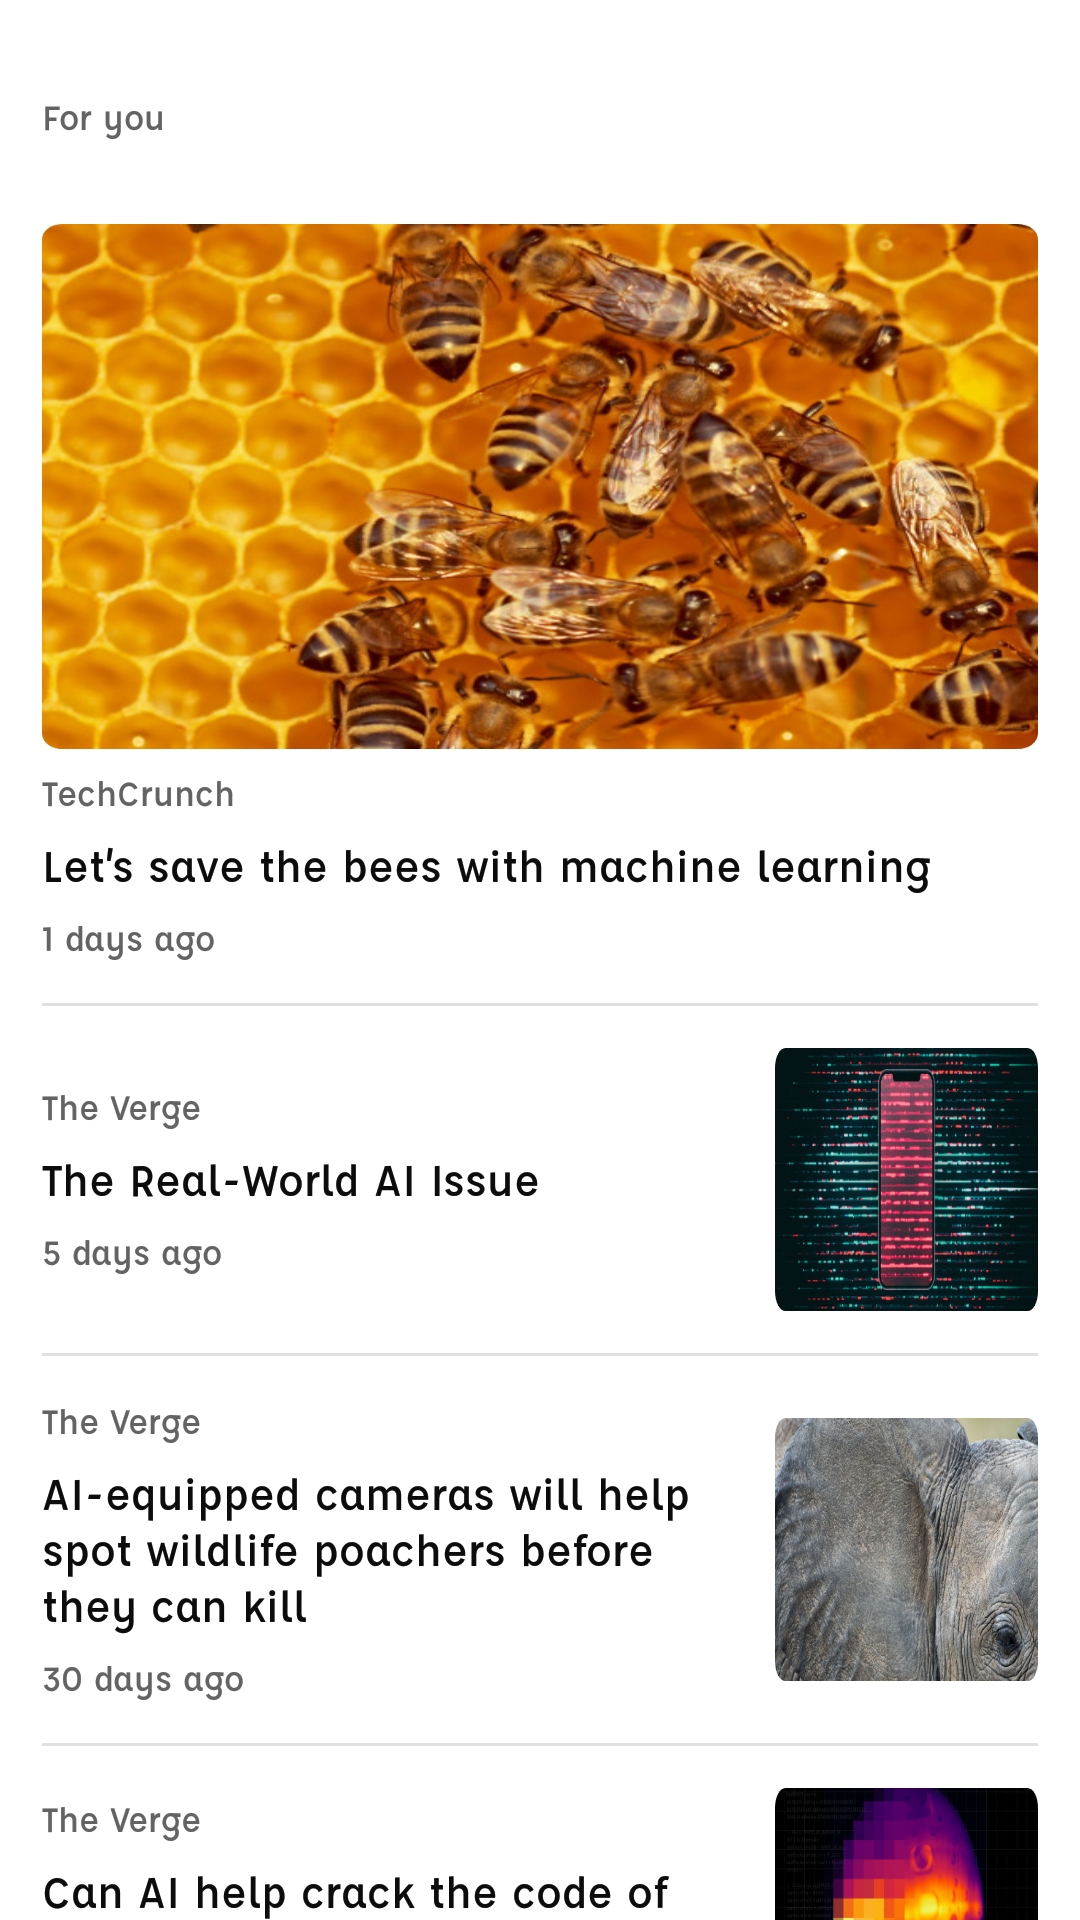 For you
TechCrunch
Let's save the bees with machine learning
1 days ago
The Verge
The Real-World AI Issue
5 days ago
The Verge
AI-equipped cameras will help
spot wildlife poachers before
they can kill
30 days ago
The Verge
Can AI help crack the code of